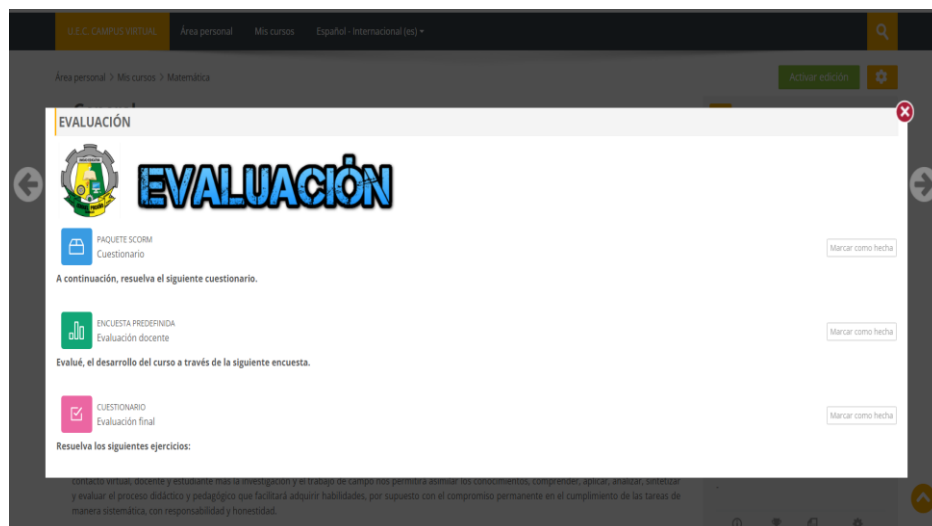 U.E.C. CAMPUS VIRTUAL Área personal Mis cursos Español - Internacional (es)
Área personal > Mis cursos > Matemática Activar edición
General
EVALUACIÓN
EVALUACIÓN
PAQUETE SCORM
Cuestionario Marcar como hecha
A continuación, resuelva el siguiente cuestionario.
ENCUESTA PREDEFINIDA
Evaluación docente Marcar como hecha
Evalué, el desarrollo del curso a través de la siguiente encuesta.
CUESTIONARIO
Evaluación final Marcar como hecha
Resuelva los siguientes ejercicios:
contacto virtual, docente y estudiante más la investigación y el trabajo de campo nos permitirá asimilar los conocimientos, comprender, aplicar, analizar, sintetizar
y evaluar el proceso didáctico y pedagógico que facilitará adquirir habilidades, por supuesto con el compromiso permanente en el cumplimiento de las tareas de
manera sistemática, con responsabilidad y honestidad.